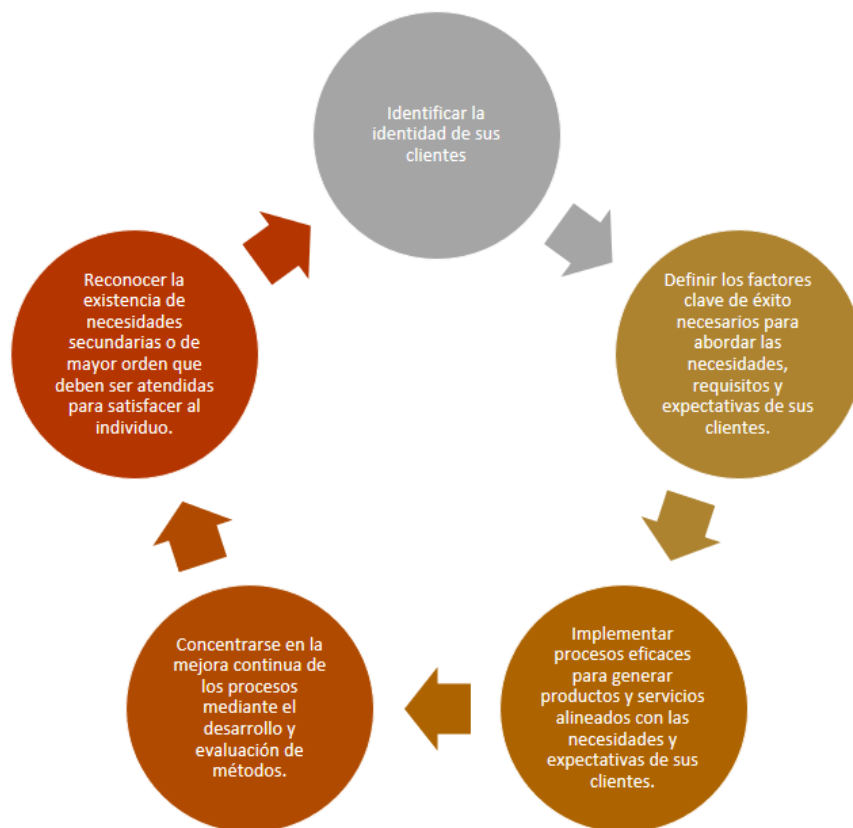 Identificar la
identidad de sus
clientes
Definir los factores
clave de éxito
necesarios para
abordar las
necesidades,
requisitos y
expectativas de sus
clientes.
Implementar
procesos eficaces
para generar
productos y servicios
alineados con las
necesidades y
expectativas de sus
clientes.
Concentrarse en la
mejora continua de
los procesos
mediante el
desarrollo y
evaluación de
métodos.
Reconocer la
existencia de
necesidades
secundarias o de
mayor orden que
deben ser atendidas
para satisfacer al
individuo.